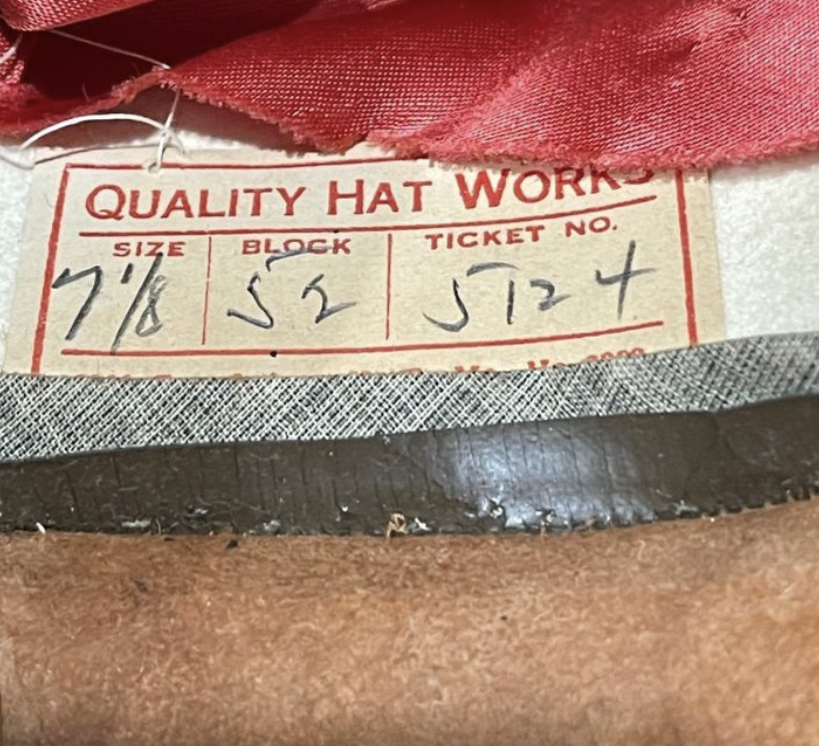 QUALITY HAT WORKS
SIZE BLOCK TICKET NO.
7 1/8 52 5124